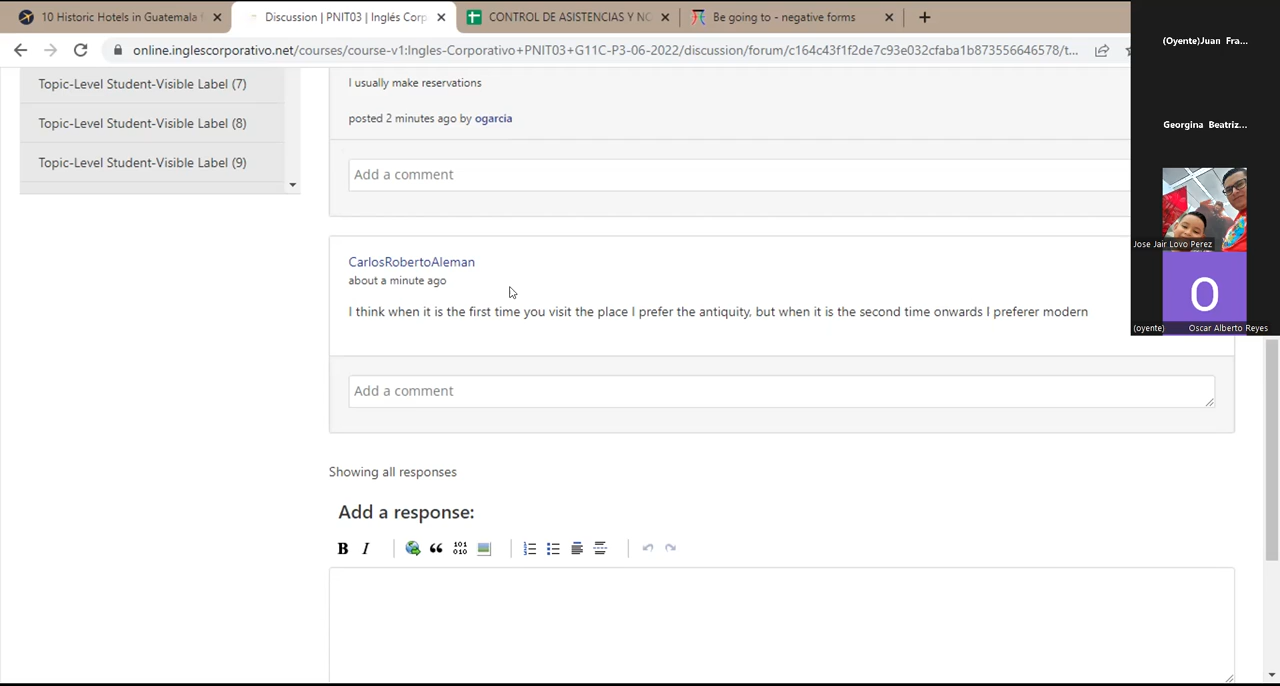 10 Historic Hotels in Guatemala
Discussion | PNIT03 | Inglés Corp
CONTROL DE ASISTENCIAS Y NO
Be going to - negative forms
online.inglescorporativo.net/courses/course-v1:Ingles-Corporativo+PNIT03+G11C-P3-06-2022/discussion/forum/c164c43f1f2de7c93e032cfaba1b873556646578/t...
(Oyente)Juan Fra...
Georgina Beatriz...
Jose Jair Lovo Perez
O
(oyente) Oscar Alberto Reyes
Topic-Level Student-Visible Label (7)
Topic-Level Student-Visible Label (8)
Topic-Level Student-Visible Label (9)
I usually make reservations
posted 2 minutes ago by ogarcia
Add a comment
CarlosRobertoAleman
about a minute ago
I think when it is the first time you visit the place I prefer the antiquity, but when it is the second time onwards I preferer modern
Add a comment
Showing all responses
Add a response:
B I
101
010